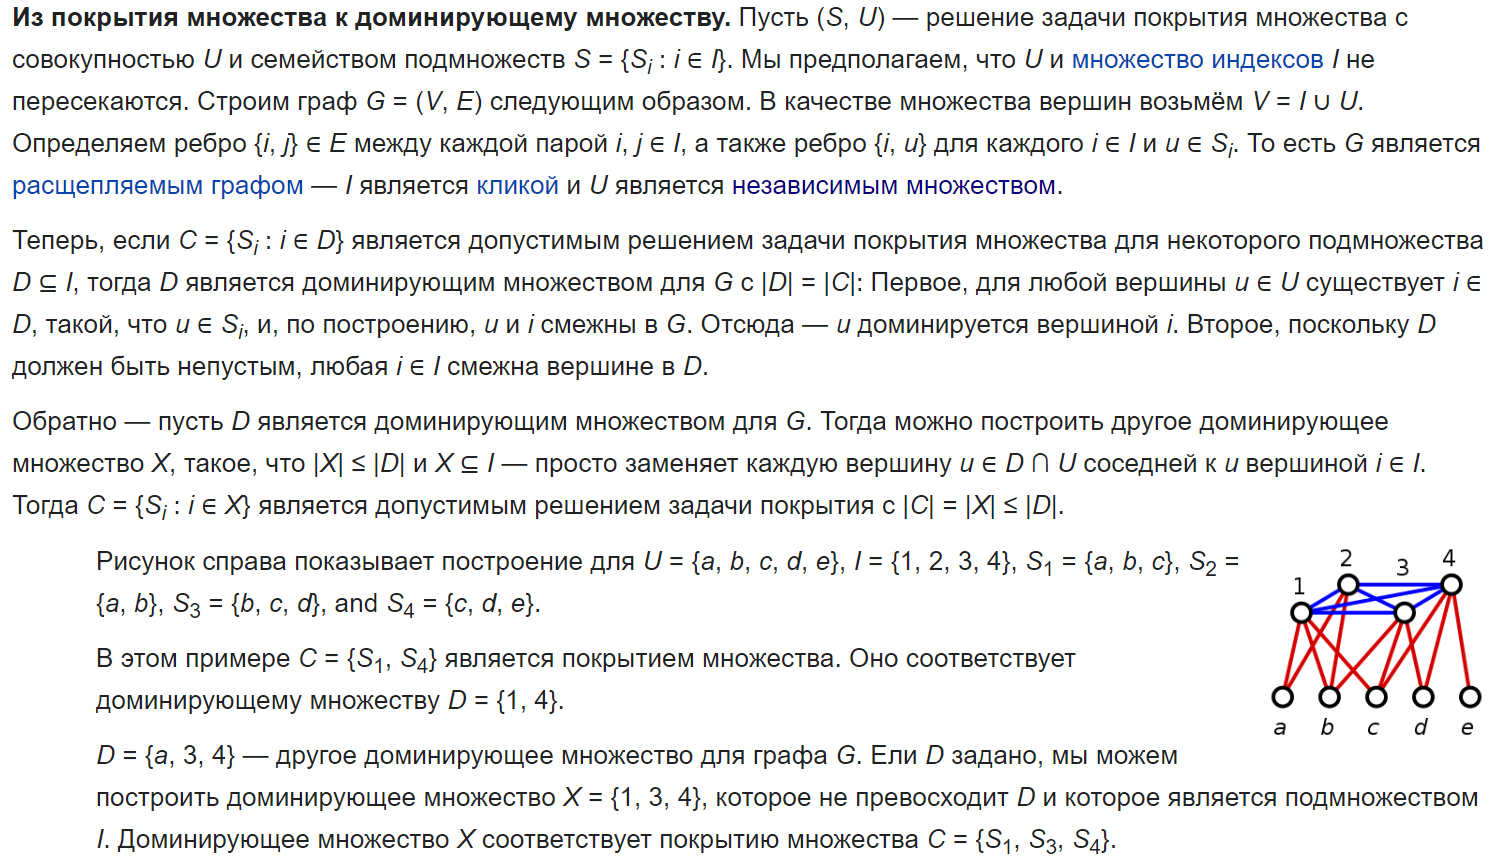 Из покрытия множества к доминирующему множеству. Пусть (S, U) — решение задачи покрытия множества с
совокупностью U и семейством подмножеств S = {Sᵢ : i ∈ I}. Мы предполагаем, что U и множество индексов I не
пересекаются. Строим граф G = (V, E) следующим образом. В качестве множества вершин возьмём V = I ∪ U.
Определяем ребро {i, j} ∈ E между каждой парой i, j ∈ I, а также ребро {i, u} для каждого i ∈ I и u ∈ Sᵢ. То есть G является
расщепляемым графом — I является кликой и U является независимым множеством.
Теперь, если C = {Sᵢ : i ∈ D} является допустимым решением задачи покрытия множества для некоторого подмножества
D ⊆ I, тогда D является доминирующим множеством для G с |D| = |C|: Первое, для любой вершины u ∈ U существует i ∈
D, такой, что u ∈ Sᵢ, и, по построению, u и i смежны в G. Отсюда — u доминируется вершиной i. Второе, поскольку D
должен быть непустым, любая i ∈ I смежна вершине в D.
Обратно — пусть D является доминирующим множеством для G. Тогда можно построить другое доминирующее
множество X, такое, что |X| ≤ |D| и X ⊆ I — просто заменяет каждую вершину u ∈ D ∩ U соседней к u вершиной i ∈ I.
Тогда C = {Sᵢ : i ∈ X} является допустимым решением задачи покрытия с |C| = |X| ≤ |D|.
Рисунок справа показывает построение для U = {a, b, c, d, e}, I = {1, 2, 3, 4}, S₁ = {a, b, c}, S₂ =
{a, b}, S₃ = {b, c, d}, and S₄ = {c, d, e}.
В этом примере C = {S₁, S₄} является покрытием множества. Оно соответствует
доминирующему множеству D = {1, 4}.
D = {a, 3, 4} — другое доминирующее множество для графа G. Ели D задано, мы можем
построить доминирующее множество X = {1, 3, 4}, которое не превосходит D и которое является подмножеством
I. Доминирующее множество X соответствует покрытию множества C = {S₁, S₃, S₄}.
1 2 3 4
a b c d e